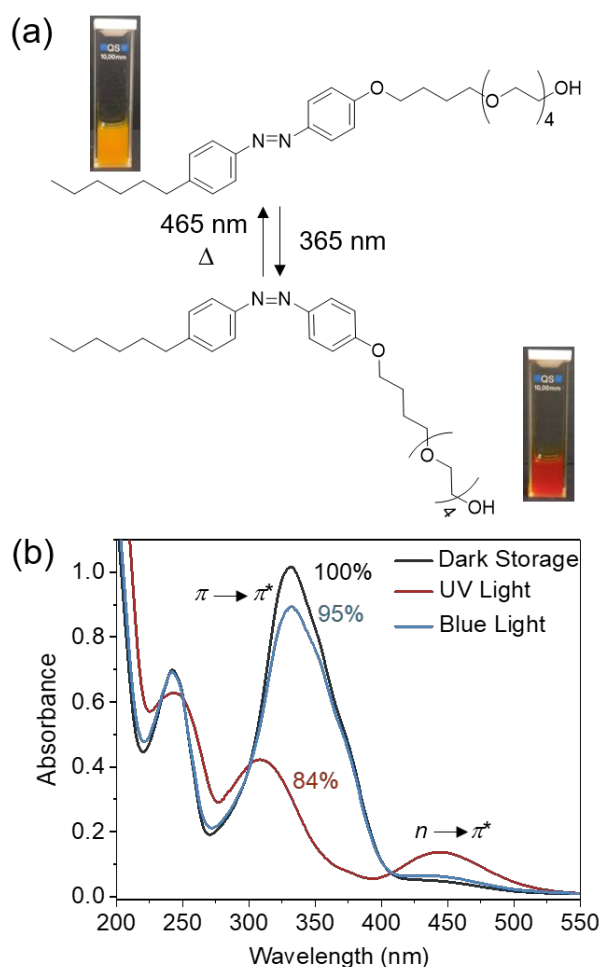 (a)
QS
10,00mm
O
O
OH
4
N=N
465 nm
Δ
365 nm
N=N
O
O
OH
4
QS
10,00mm
(b)
Dark Storage
UV Light
Blue Light
π → π*
100%
95%
84%
n → π*
Absorbance
1.0
0.8
0.6
0.4
0.2
0.0
200 250 300 350 400 450 500 550
Wavelength (nm)